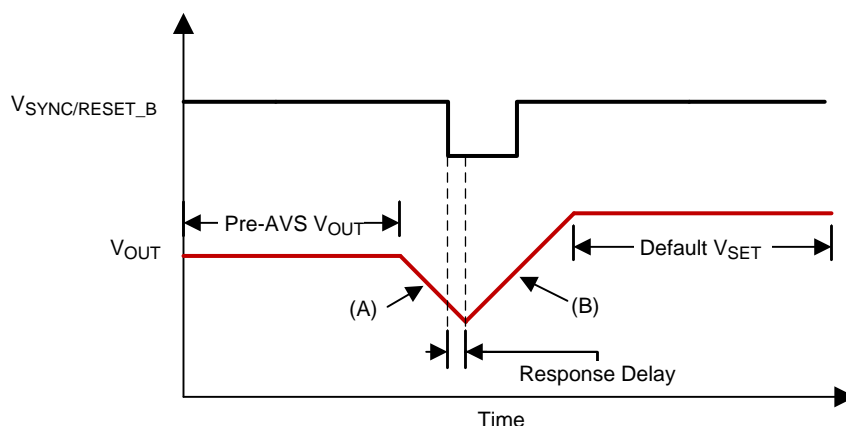 VSYNC/RESET_B
Pre-AVS VOUT
VOUT
Default VSET
(A)
(B)
Response Delay
Time